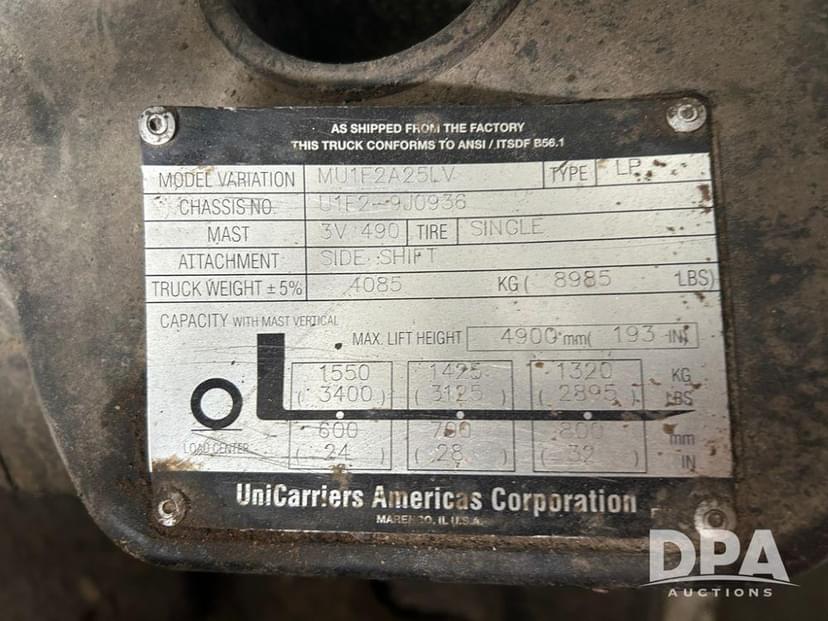 AS SHIPPED FROM THE FACTORY
THIS TRUCK CONFORMS TO ANSI / ITSDF B56.1
MODEL VARIATION MU1F2A25LV TYPE LP
CHASSIS NO. U1F2-9J0936
MAST 3V 490 TIRE SINGLE
ATTACHMENT SIDE SHIFT
TRUCK WEIGHT ±5% 4085 KG ( 8985 LBS)
CAPACITY WITH MAST VERTICAL
MAX. LIFT HEIGHT 4900 mm( 193 IN)
1550 1425 1320 KG
( 3400 ) ( 3125 ) ( 2895 ) LBS
600 700 800 mm
LOAD CENTER ( 24 ) ( 28 ) ( 32 ) IN
UniCarriers Americas Corporation
MARENGO, IL U.S.A.
DPA
AUCTIONS